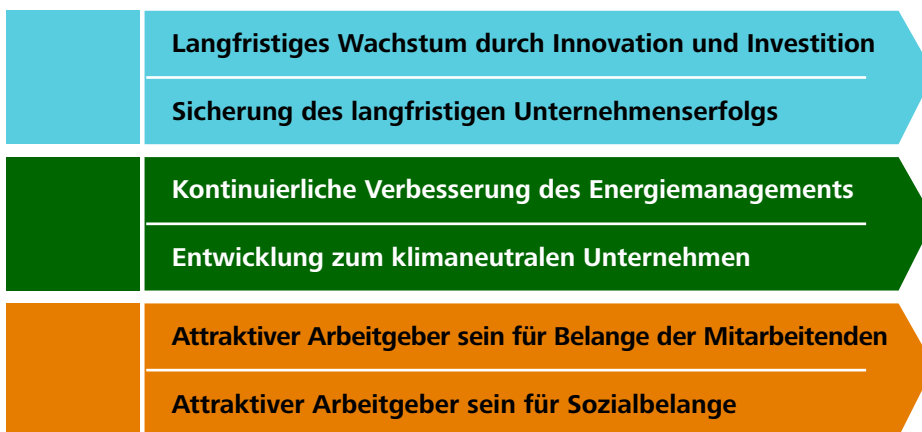 Langfristiges Wachstum durch Innovation und Investition
Sicherung des langfristigen Unternehmenserfolgs
Kontinuierliche Verbesserung des Energiemanagements
Entwicklung zum klimaneutralen Unternehmen
Attraktiver Arbeitgeber sein für Belange der Mitarbeitenden
Attraktiver Arbeitgeber sein für Sozialbelange